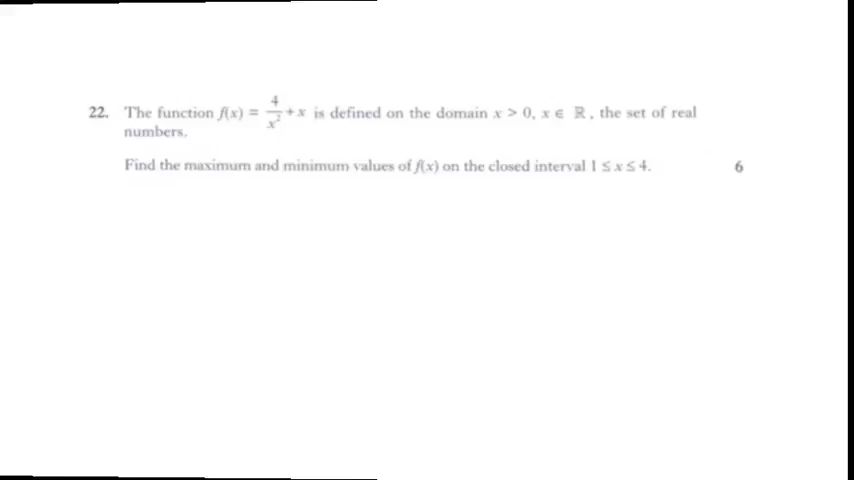 22. The function f(x) = 4/x² + x is defined on the domain x > 0, x ∈ ℝ, the set of real
numbers.
Find the maximum and minimum values of f(x) on the closed interval 1 ≤ x ≤ 4. 6